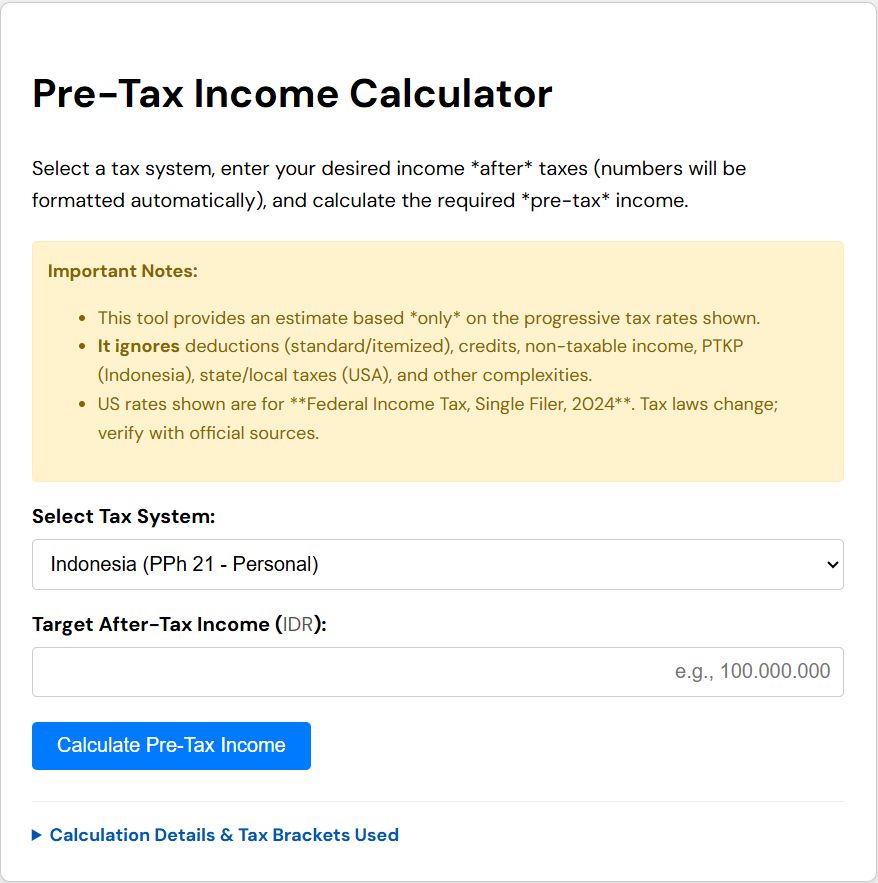 Pre-Tax Income Calculator
Select a tax system, enter your desired income *after* taxes (numbers will be
formatted automatically), and calculate the required *pre-tax* income.
Important Notes:
• This tool provides an estimate based *only* on the progressive tax rates shown.
• It ignores deductions (standard/itemized), credits, non-taxable income, PTKP
(Indonesia), state/local taxes (USA), and other complexities.
• US rates shown are for **Federal Income Tax, Single Filer, 2024**. Tax laws change;
verify with official sources.
Select Tax System:
Indonesia (PPh 21 - Personal)
Target After-Tax Income (IDR):
e.g., 100.000.000
Calculate Pre-Tax Income
Calculation Details & Tax Brackets Used